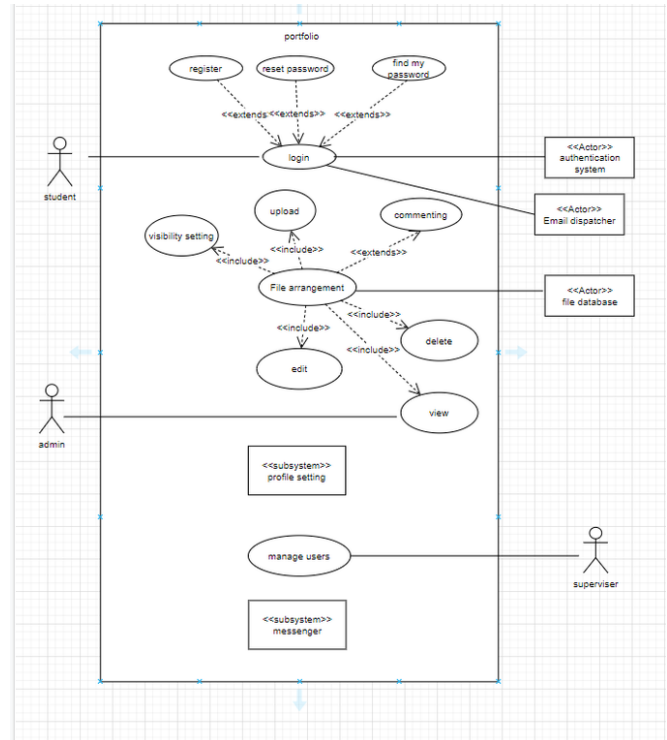 portfolio
register
reset password
find my
password
<<extends>>
<<extends>>
<<extends>>
login
student
<<Actor>>
authentication
system
<<Actor>>
Email dispatcher
upload
commenting
visibility setting
<<include>>
<<include>>
<<extends>>
File arrangement
<<Actor>>
file database
<<include>>
<<include>>
<<include>>
delete
edit
view
admin
<<subsystem>>
profile setting
manage users
superviser
<<subsystem>>
messenger